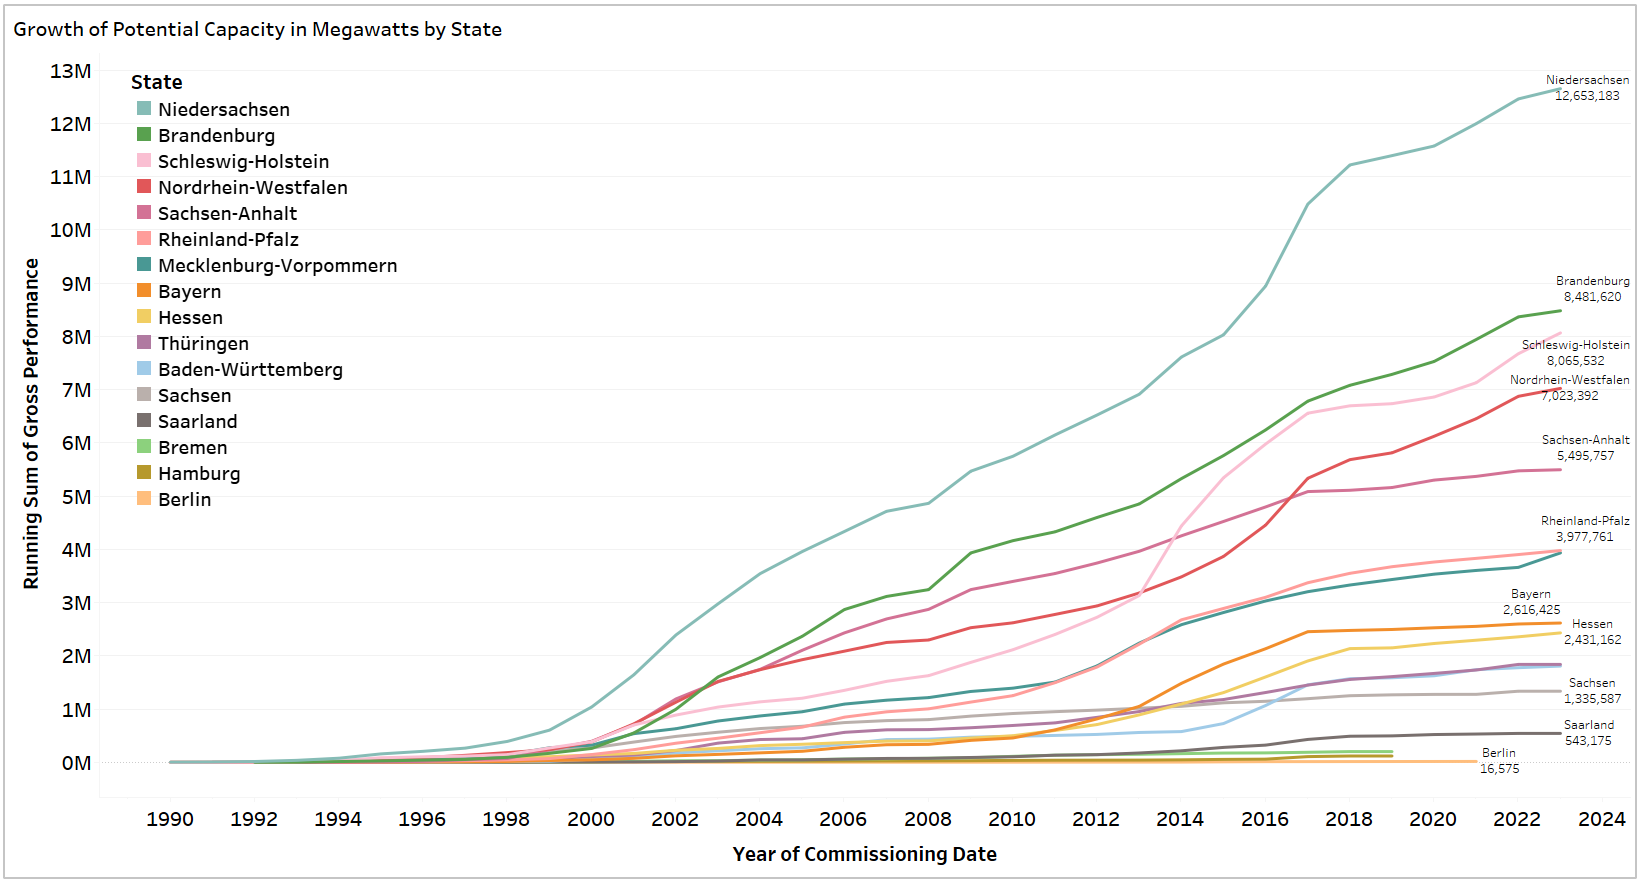 Growth of Potential Capacity in Megawatts by State
13M
12M
11M
10M
9M
8M
7M
6M
5M
4M
3M
2M
1M
0M
Running Sum of Gross Performance
State
Niedersachsen
Brandenburg
Schleswig-Holstein
Nordrhein-Westfalen
Sachsen-Anhalt
Rheinland-Pfalz
Mecklenburg-Vorpommern
Bayern
Hessen
Thüringen
Baden-Württemberg
Sachsen
Saarland
Bremen
Hamburg
Berlin
Niedersachsen
12,653,183
Brandenburg
8,481,620
Schleswig-Holstein
8,065,532
Nordrhein-Westfalen
7,023,392
Sachsen-Anhalt
5,495,757
Rheinland-Pfalz
3,977,761
Bayern
2,616,425
Hessen
2,431,162
Sachsen
1,335,587
Saarland
543,175
Berlin
16,575
1990 1992 1994 1996 1998 2000 2002 2004 2006 2008 2010 2012 2014 2016 2018 2020 2022 2024
Year of Commissioning Date